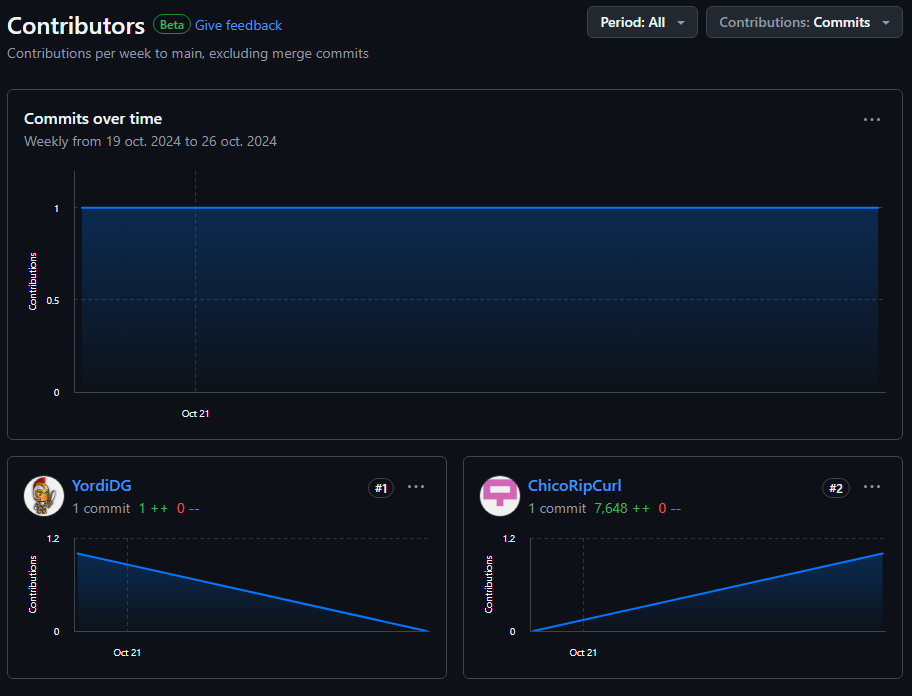 Contributors Beta Give feedback
Period: All
Contributions: Commits
Contributions per week to main, excluding merge commits
Commits over time
Weekly from 19 oct. 2024 to 26 oct. 2024
Contributions
1
0.5
0
Oct 21
YordiDG
#1
1 commit 1 ++ 0 --
Contributions
1.2
0
Oct 21
ChicoRipCurl
#2
1 commit 7,648 ++ 0 --
Contributions
1.2
0
Oct 21